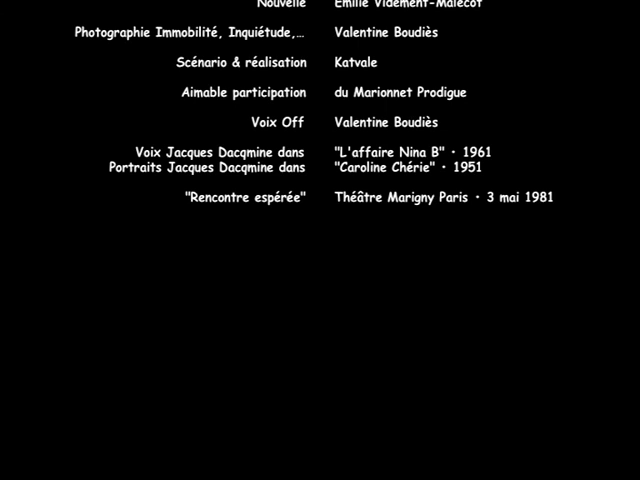 Nouvelle Emilie Videment-Malécot
Photographie Immobilité, Inquiétude,... Valentine Boudiès
Scénario & réalisation Katvale
Aimable participation du Marionnet Prodigue
Voix Off Valentine Boudiès
Voix Jacques Dacqmine dans "L'affaire Nina B" • 1961
Portraits Jacques Dacqmine dans "Caroline Chérie" • 1951
"Rencontre espérée" Théâtre Marigny Paris • 3 mai 1981